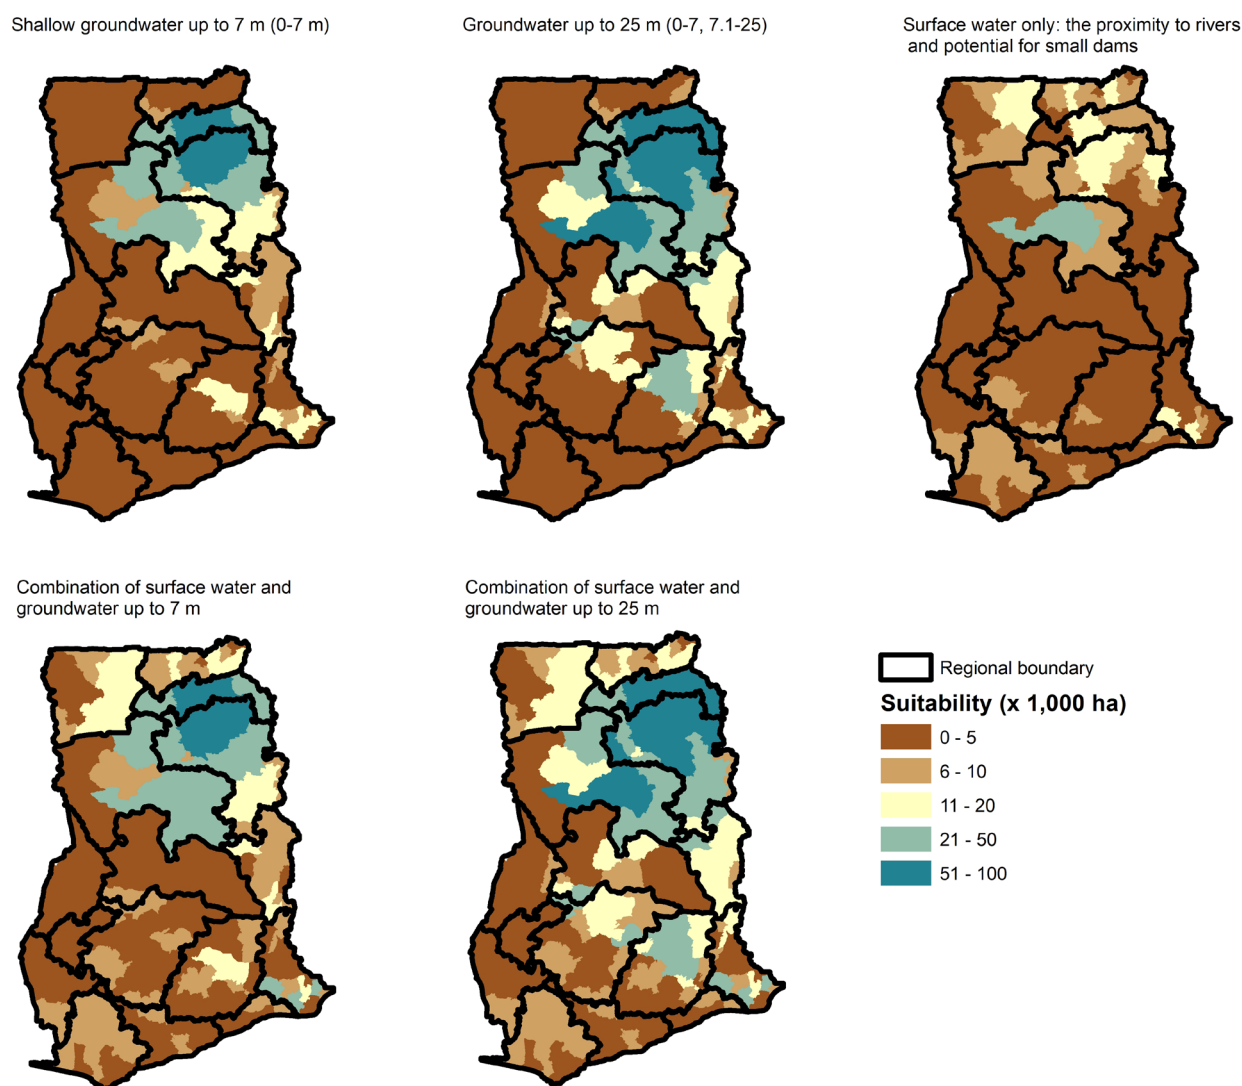 Shallow groundwater up to 7 m (0-7 m)
Groundwater up to 25 m (0-7, 7.1-25)
Surface water only: the proximity to rivers
and potential for small dams
Combination of surface water and
groundwater up to 7 m
Combination of surface water and
groundwater up to 25 m
Regional boundary
Suitability (x 1,000 ha)
0 - 5
6 - 10
11 - 20
21 - 50
51 - 100